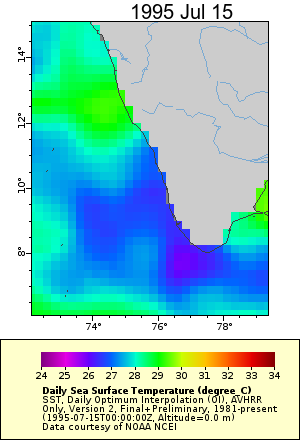 1995 Jul 15
14°
12°
10°
8°
74° 76° 78°
24 25 26 27 28 29 30 31 32 33 34
Daily Sea Surface Temperature (degree_C)
SST, Daily Optimum Interpolation (OI), AVHRR
Only, Version 2, Final+Preliminary, 1981-present
(1995-07-15T00:00:00Z, Altitude=0.0 m)
Data courtesy of NOAA NCEI